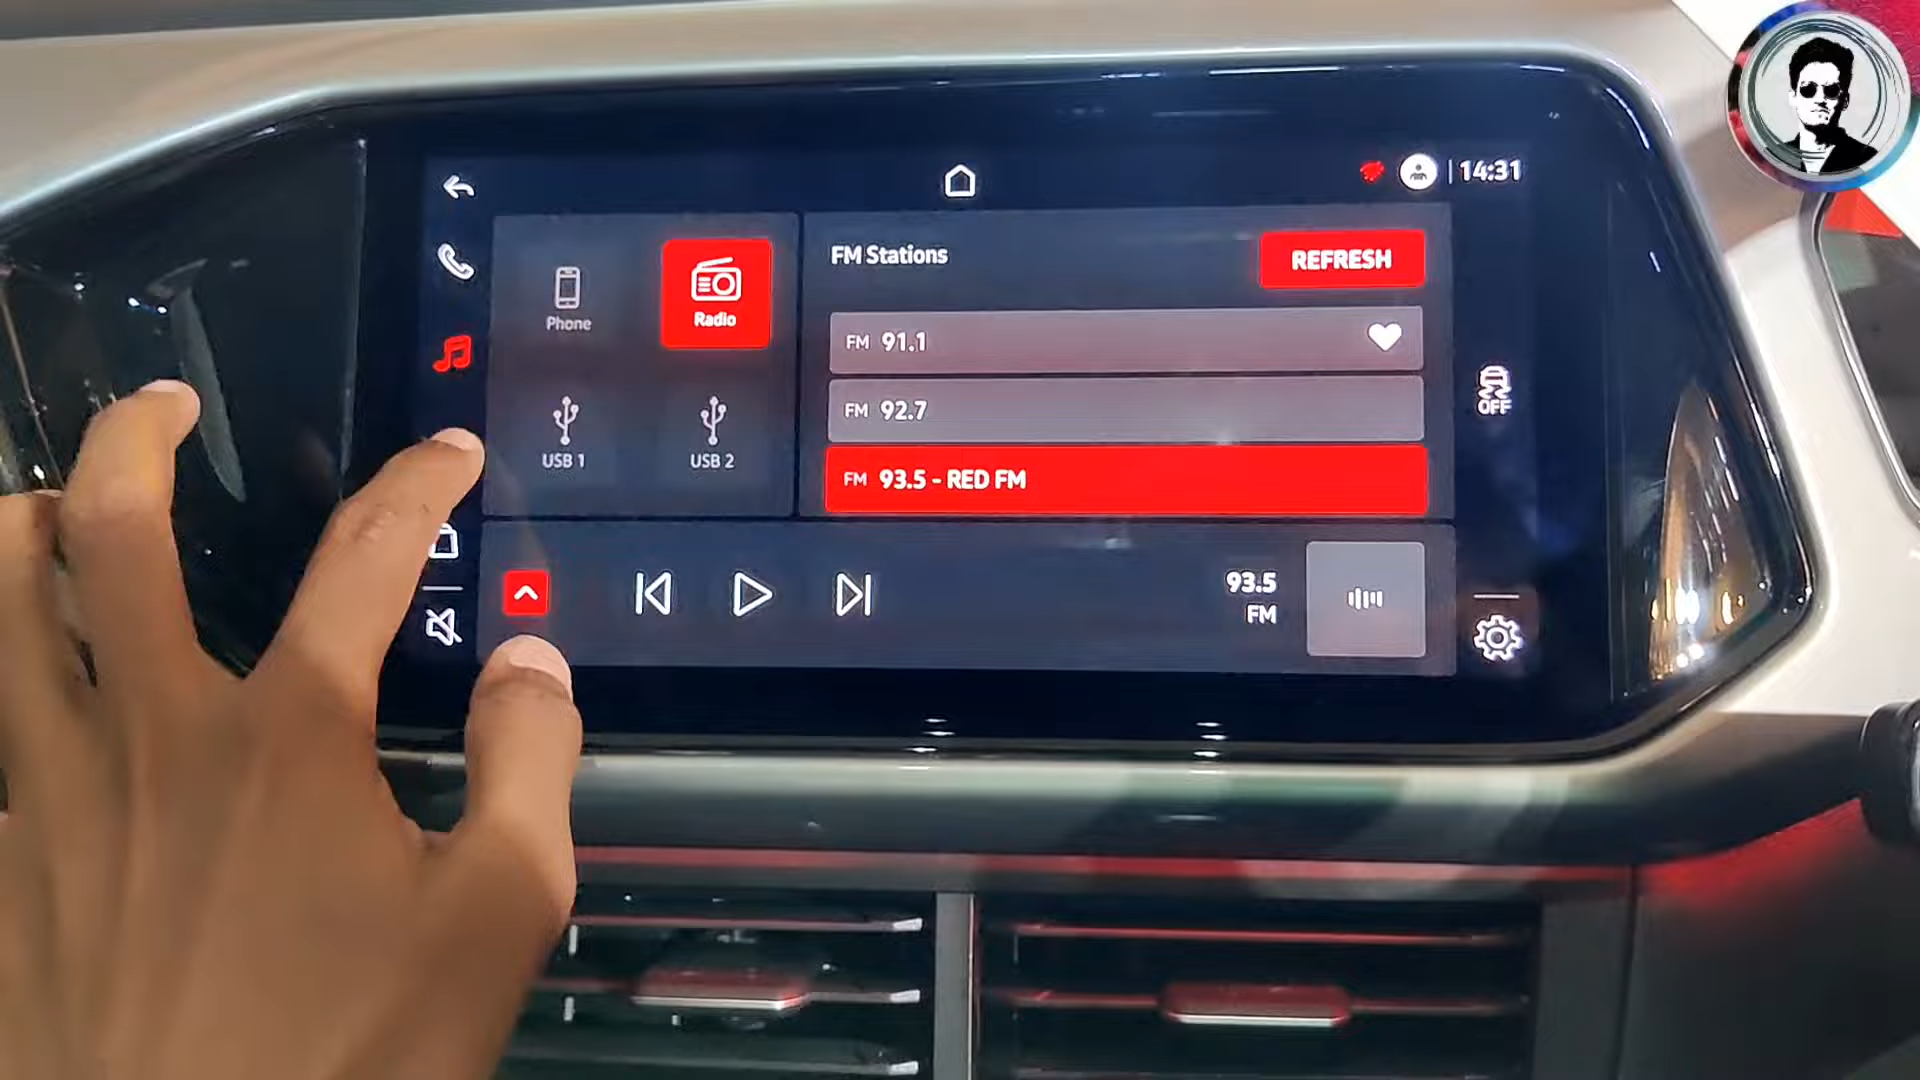 14:31
Phone
Radio
USB 1
USB 2
FM Stations
REFRESH
FM 91.1
FM 92.7
FM 93.5 - RED FM
OFF
93.5
FM